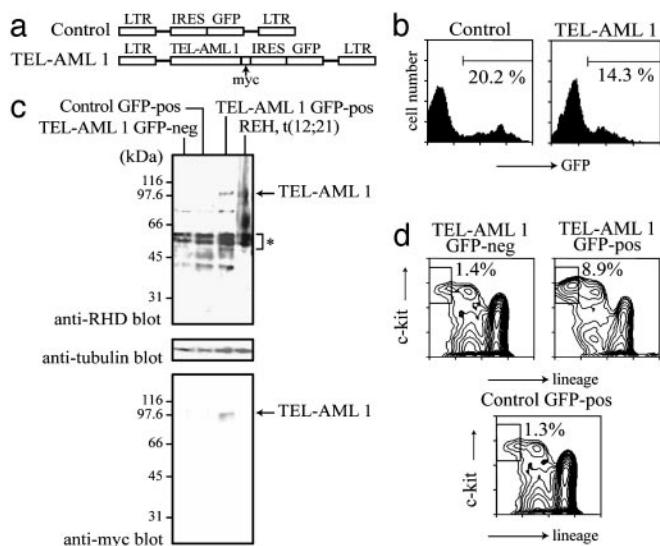 a
LTR IRES GFP LTR
Control
LTR TEL-AML 1 IRES GFP LTR
TEL-AML 1
myc
b
Control TEL-AML 1
20.2 % 14.3 %
cell number
GFP
c
Control GFP-pos TEL-AML 1 GFP-pos
TEL-AML 1 GFP-neg REH, t(12;21)
(kDa)
116
97.6 TEL-AML 1
66
*
45
31
anti-RHD blot
anti-tubulin blot
116
97.6 TEL-AML 1
66
45
31
anti-myc blot
d
TEL-AML 1 TEL-AML 1
GFP-neg GFP-pos
1.4% 8.9%
c-kit
lineage
Control GFP-pos
1.3%
c-kit
lineage